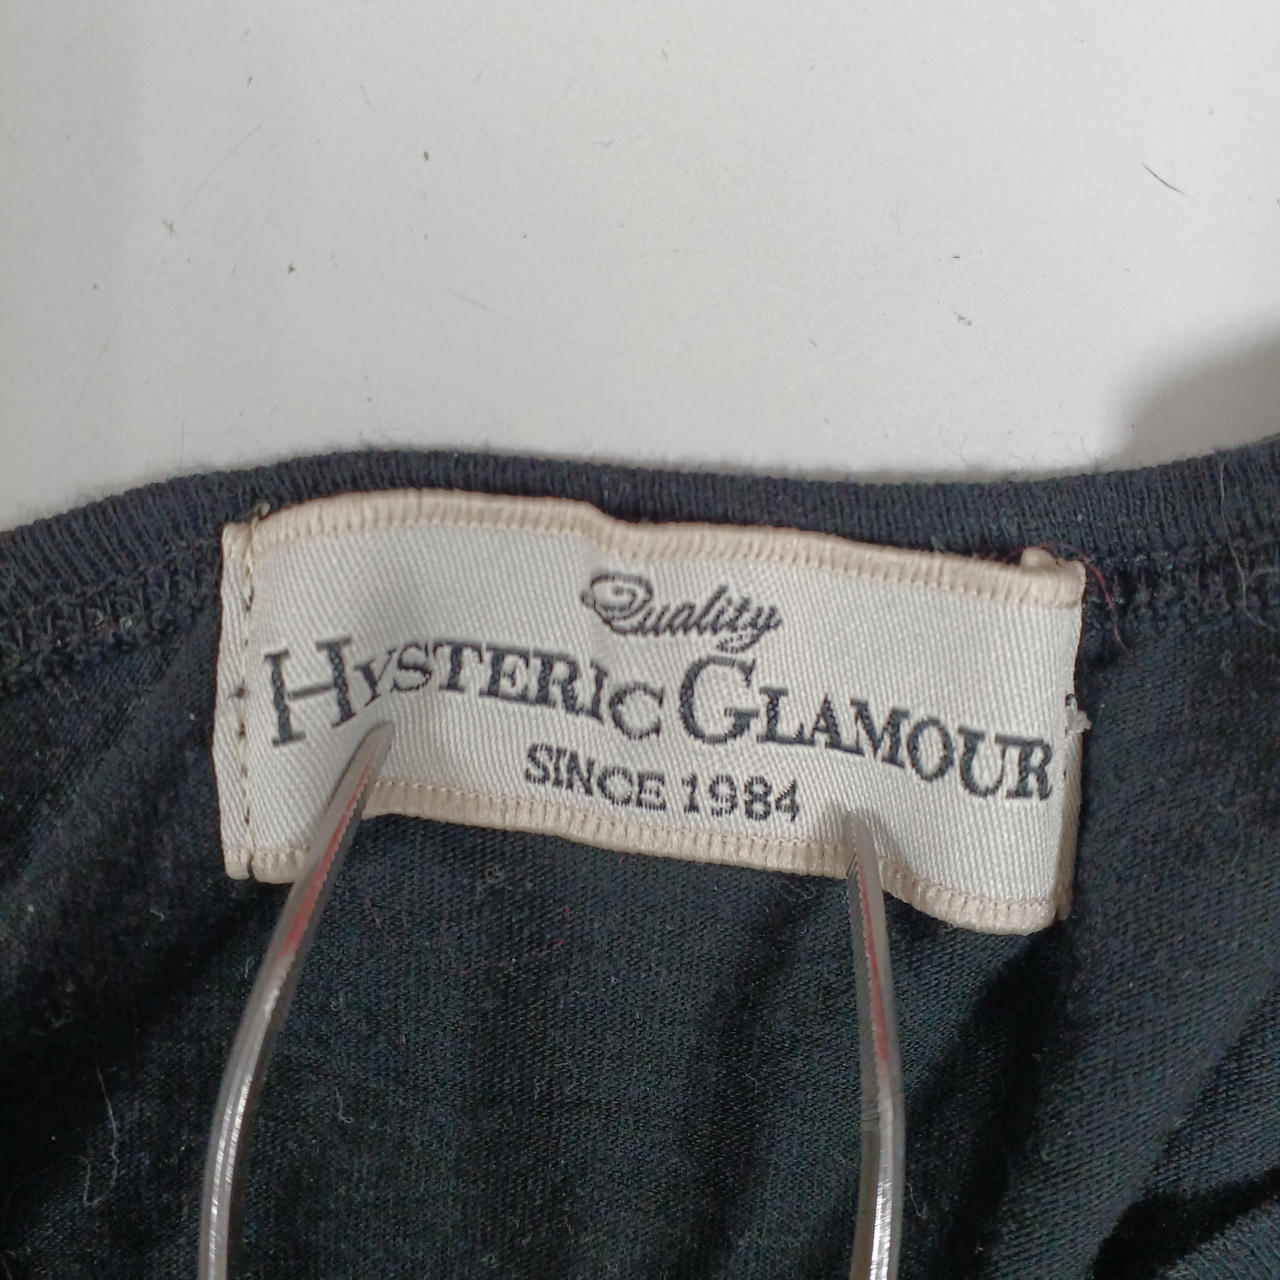 Quality
HYSTERIC GLAMOUR
SINCE 1984